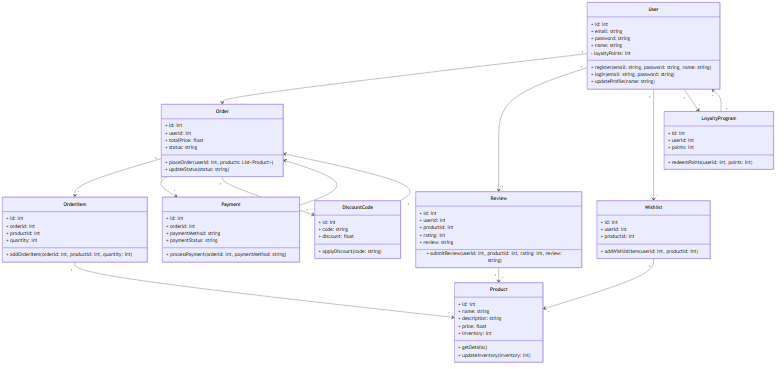 User
+ id: int
+ email: string
+ password: string
+ name: string
- loyaltyPoints: int
+ register(email: string, password: string, name: string)
+ login(email: string, password: string)
+ updateProfile(name: string)
Order
+ id: int
+ userId: int
+ totalPrice: float
+ status: string
+ placeOrder(userId: int, products: List<Product>)
+ updateStatus(status: string)
LoyaltyProgram
+ id: int
+ userId: int
+ points: int
+ redeemPoints(userId: int, points: int)
OrderItem
+ id: int
+ orderId: int
+ productId: int
+ quantity: int
+ addOrderItem(orderId: int, productId: int, quantity: int)
Payment
+ id: int
+ orderId: int
+ paymentMethod: string
+ paymentStatus: string
+ processPayment(orderId: int, paymentMethod: string)
DiscountCode
+ id: int
+ code: string
+ discount: float
+ applyDiscount(code: string)
Review
+ id: int
+ userId: int
+ productId: int
+ rating: int
+ review: string
+ submitReview(userId: int, productId: int, rating: int, review:
string)
Wishlist
+ id: int
+ userId: int
+ productId: int
+ addWishlistItem(userId: int, productId: int)
Product
+ id: int
+ name: string
+ description: string
+ price: float
+ inventory: int
+ getDetails()
+ updateInventory(inventory: int)